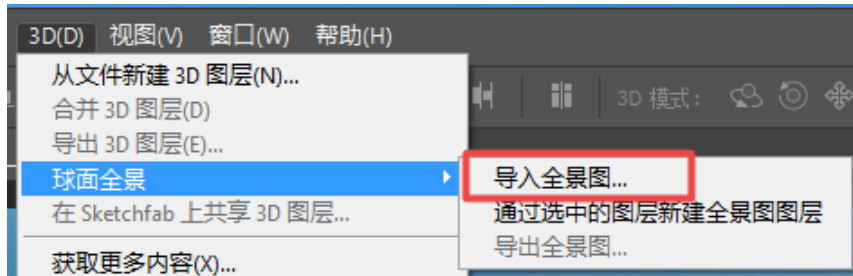 3D(D) 视图(V) 窗口(W) 帮助(H)
从文件新建 3D 图层(N)...
合并 3D 图层(D)
3D 模式：
导出 3D 图层(E)...
球面全景
导入全景图...
在 Sketchfab 上共享 3D 图层...
通过选中的图层新建全景图图层
导出全景图...
获取更多内容(X)...